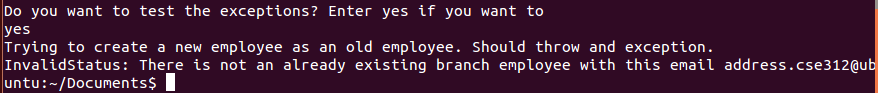 Do you want to test the exceptions? Enter yes if you want to
yes
Trying to create a new employee as an old employee. Should throw and exception.
InvalidStatus: There is not an already existing branch employee with this email address.cse312@ub
untu:~/Documents$